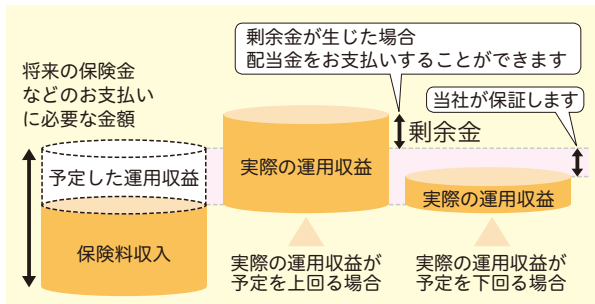 剰余金が生じた場合
配当金をお支払いすることができます
将来の保険金
などのお支払い
に必要な金額
当社が保証します
剰余金
予定した運用収益
実際の運用収益
実際の運用収益
保険料収入
実際の運用収益が
予定を上回る場合
実際の運用収益が
予定を下回る場合